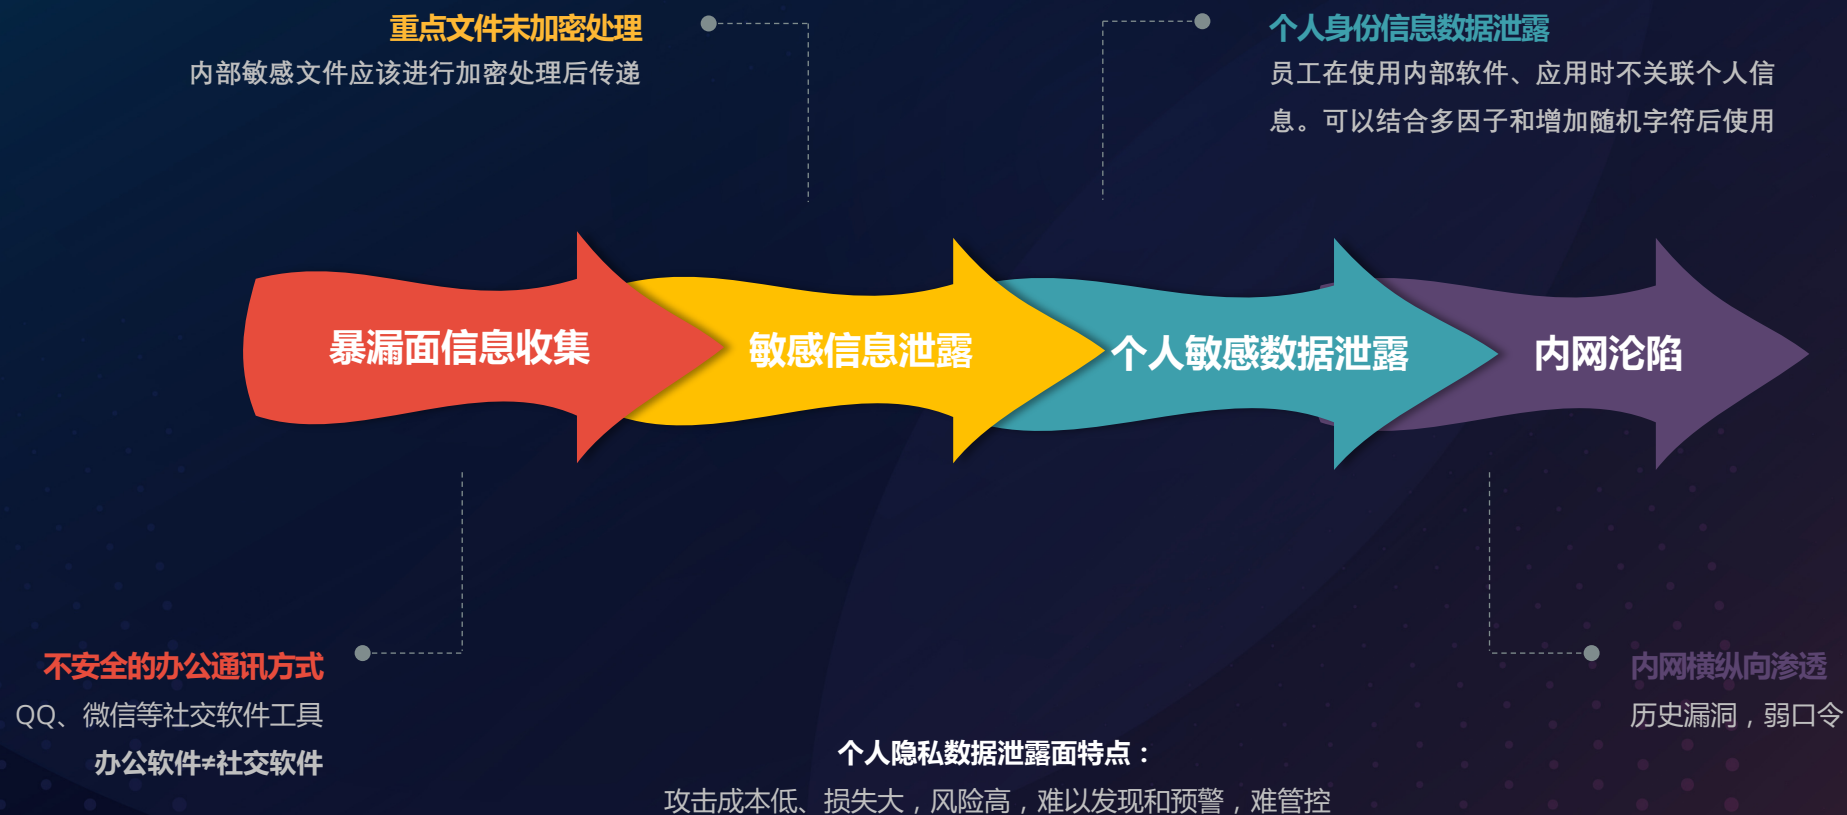 重点文件未加密处理
内部敏感文件应该进行加密处理后传递
个人身份信息数据泄露
员工在使用内部软件、应用时不关联个人信
息。可以结合多因子和增加随机字符后使用
暴漏面信息收集
敏感信息泄露
个人敏感数据泄露
内网沦陷
不安全的办公通讯方式
QQ、微信等社交软件工具
办公软件≠社交软件
内网横纵向渗透
历史漏洞，弱口令
个人隐私数据泄露面特点：
攻击成本低、损失大，风险高，难以发现和预警，难管控